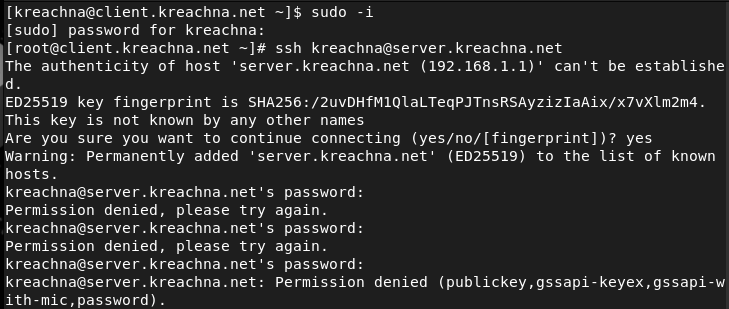 [kreachna@client.kreachna.net ~]$ sudo -i
[sudo] password for kreachna:
[root@client.kreachna.net ~]# ssh kreachna@server.kreachna.net
The authenticity of host 'server.kreachna.net (192.168.1.1)' can't be establishe
d.
ED25519 key fingerprint is SHA256:/2uvDHfM1QlaLTeqPJTnsRSAyzizIaAix/x7vXlm2m4.
This key is not known by any other names
Are you sure you want to continue connecting (yes/no/[fingerprint])? yes
Warning: Permanently added 'server.kreachna.net' (ED25519) to the list of known
hosts.
kreachna@server.kreachna.net's password:
Permission denied, please try again.
kreachna@server.kreachna.net's password:
Permission denied, please try again.
kreachna@server.kreachna.net's password:
kreachna@server.kreachna.net: Permission denied (publickey,gssapi-keyex,gssapi-w
ith-mic,password).